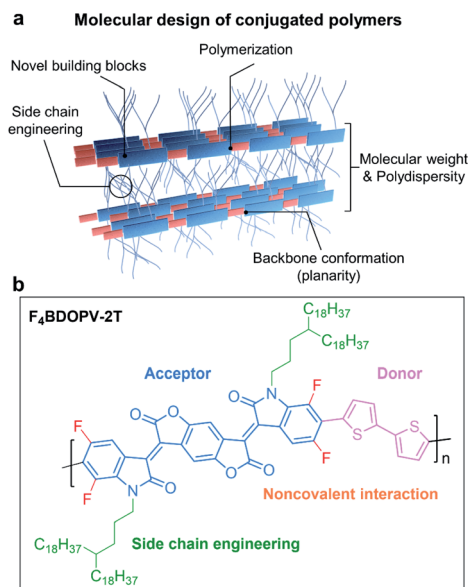 a
Molecular design of conjugated polymers
Polymerization
Novel building blocks
Side chain
engineering
Molecular weight
& Polydispersity
Backbone conformation
(planarity)
b
F₄BDOPV-2T
C₁₈H₃₇
C₁₈H₃₇
Acceptor
Donor
O
N
F
O
O
S
F
S
n
F
O
O
F
N
O
Noncovalent interaction
C₁₈H₃₇
Side chain engineering
C₁₈H₃₇